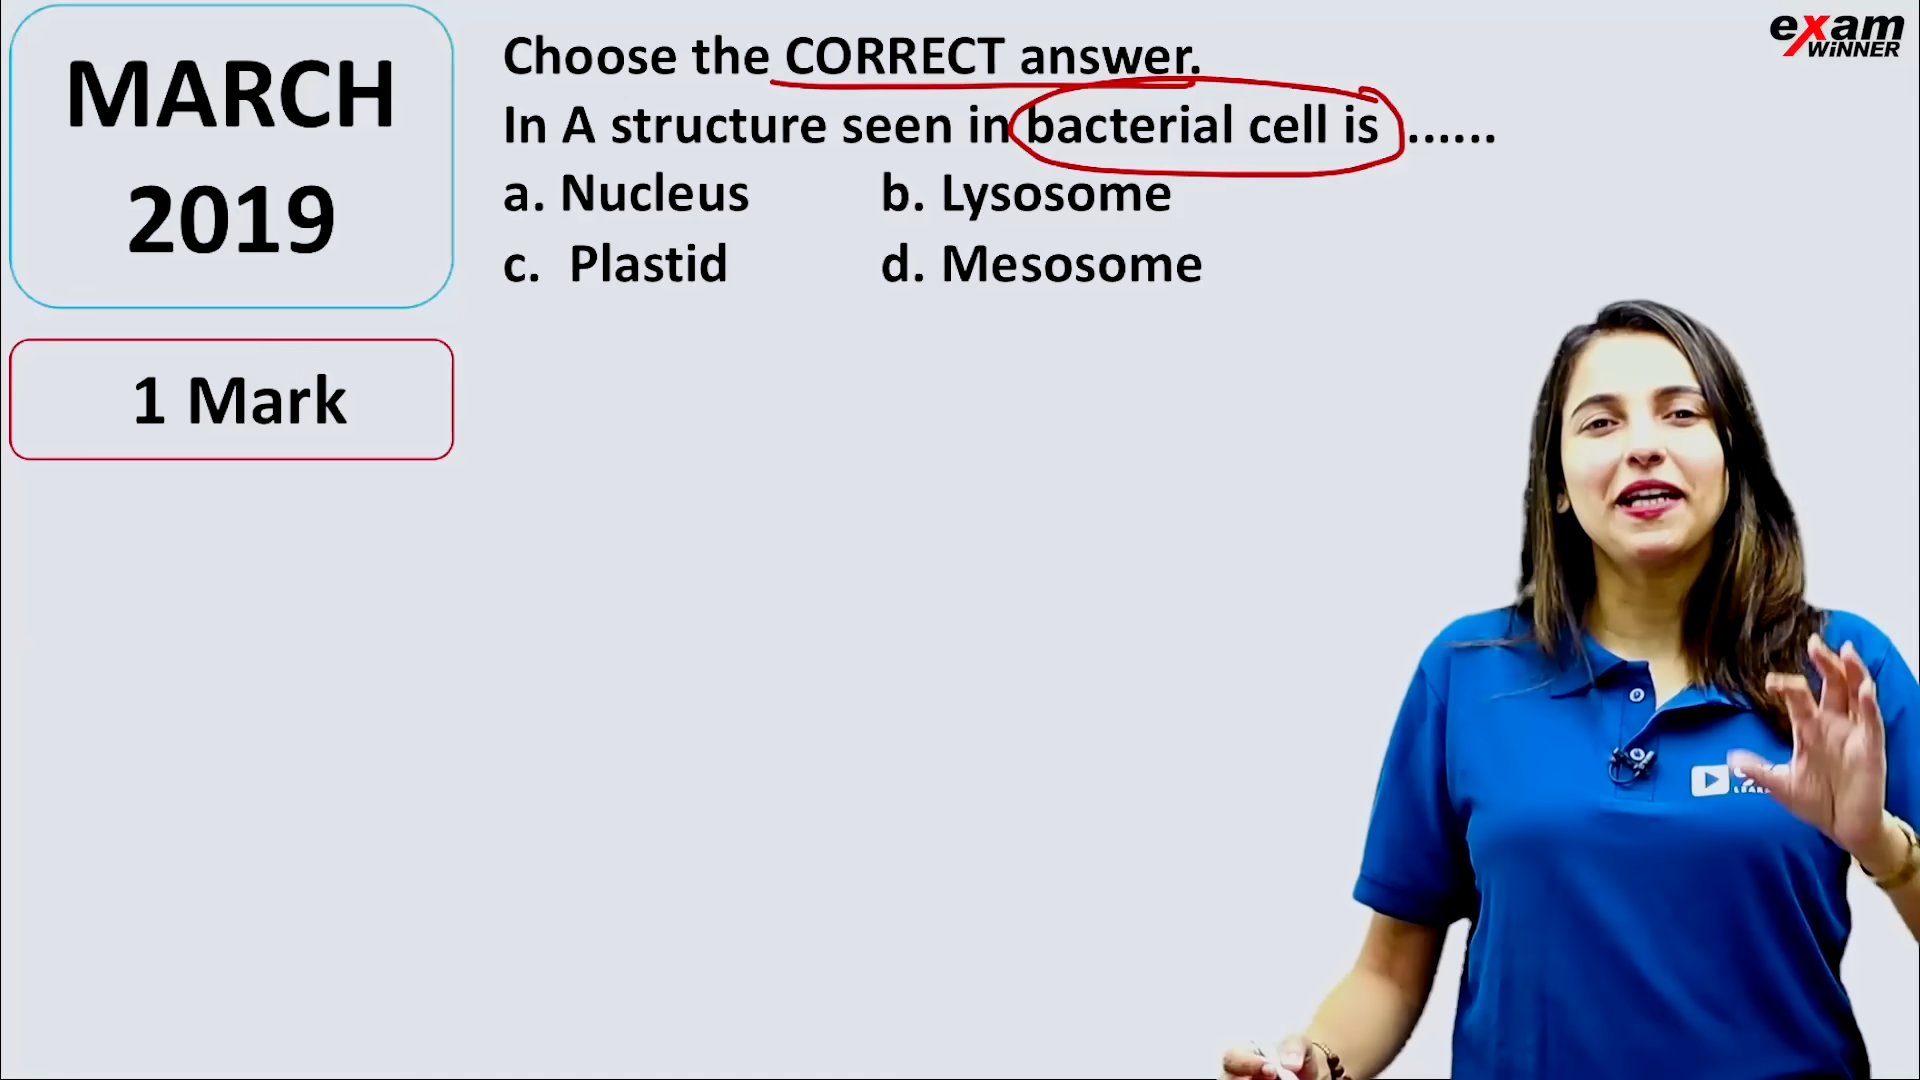 MARCH
2019
1 Mark
Choose the CORRECT answer.
In A structure seen in bacterial cell is ......
a. Nucleus b. Lysosome
c. Plastid d. Mesosome
exam
WiNNER